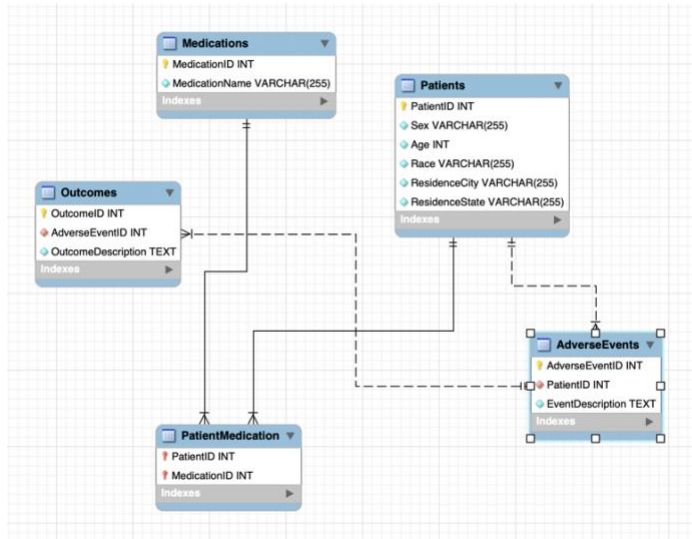 Medications
MedicationID INT
MedicationName VARCHAR(255)
Indexes
Patients
PatientID INT
Sex VARCHAR(255)
Age INT
Race VARCHAR(255)
ResidenceCity VARCHAR(255)
ResidenceState VARCHAR(255)
Indexes
Outcomes
OutcomeID INT
AdverseEventID INT
OutcomeDescription TEXT
Indexes
AdverseEvents
AdverseEventID INT
PatientID INT
EventDescription TEXT
Indexes
PatientMedication
PatientID INT
MedicationID INT
Indexes